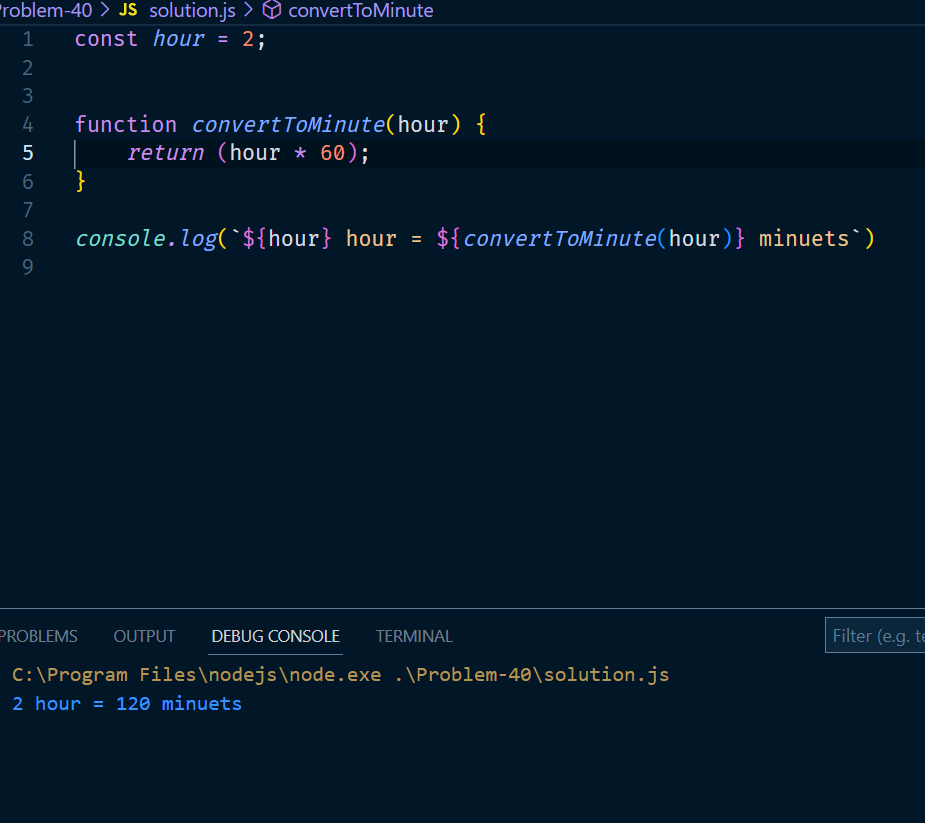 Problem-40 > JS solution.js > convertToMinute
1 const hour = 2;
2
3
4 function convertToMinute(hour) {
5     return (hour * 60);
6 }
7
8 console.log(`${hour} hour = ${convertToMinute(hour)} minuets`)
9
PROBLEMS OUTPUT DEBUG CONSOLE TERMINAL Filter (e.g. te
C:\Program Files\nodejs\node.exe .\Problem-40\solution.js
2 hour = 120 minuets